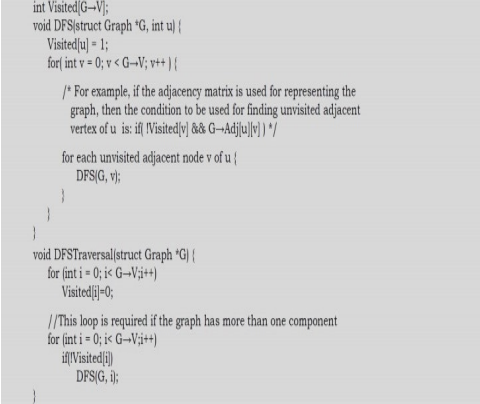 int Visited[G→V];
void DFS(struct Graph *G, int u) {
Visited[u] = 1;
for( int v = 0; v < G→V; v++ ) {
/* For example, if the adjacency matrix is used for representing the
graph, then the condition to be used for finding unvisited adjacent
vertex of u is: if( !Visited[v] && G→Adj[u][v] ) */
for each unvisited adjacent node v of u {
DFS(G, v);
}
}
}
void DFSTraversal(struct Graph *G) {
for (int i = 0; i< G→V;i++)
Visited[i]=0;
//This loop is required if the graph has more than one component
for (int i = 0; i< G→V;i++)
if(!Visited[i])
DFS(G, i);
}